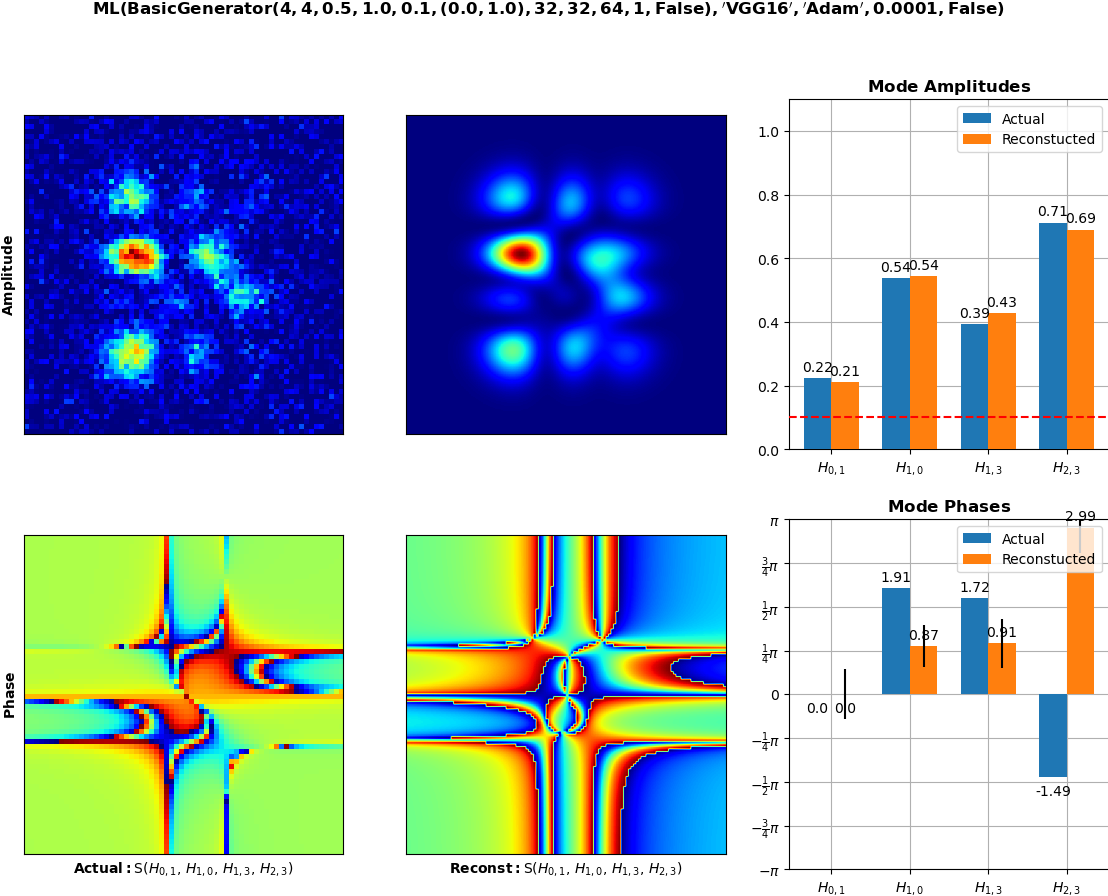 ML(BasicGenerator(4, 4, 0.5, 1.0, 0.1, (0.0, 1.0), 32, 32, 64, 1, False), 'VGG16', 'Adam', 0.0001, False)
Amplitude
Mode Amplitudes
Actual
Reconstucted
1.0
0.8
0.6
0.4
0.2
0.0
0.22
0.21
0.54
0.54
0.39
0.43
0.71
0.69
H0,1
H1,0
H1,3
H2,3
Phase
Actual: S(H0,1, H1,0, H1,3, H2,3)
Reconst: S(H0,1, H1,0, H1,3, H2,3)
Mode Phases
Actual
Reconstucted
π
3/4π
1/2π
1/4π
0
−1/4π
−1/2π
−3/4π
−π
0.0
0.0
1.91
0.87
1.72
0.91
-1.49
2.99
H0,1
H1,0
H1,3
H2,3